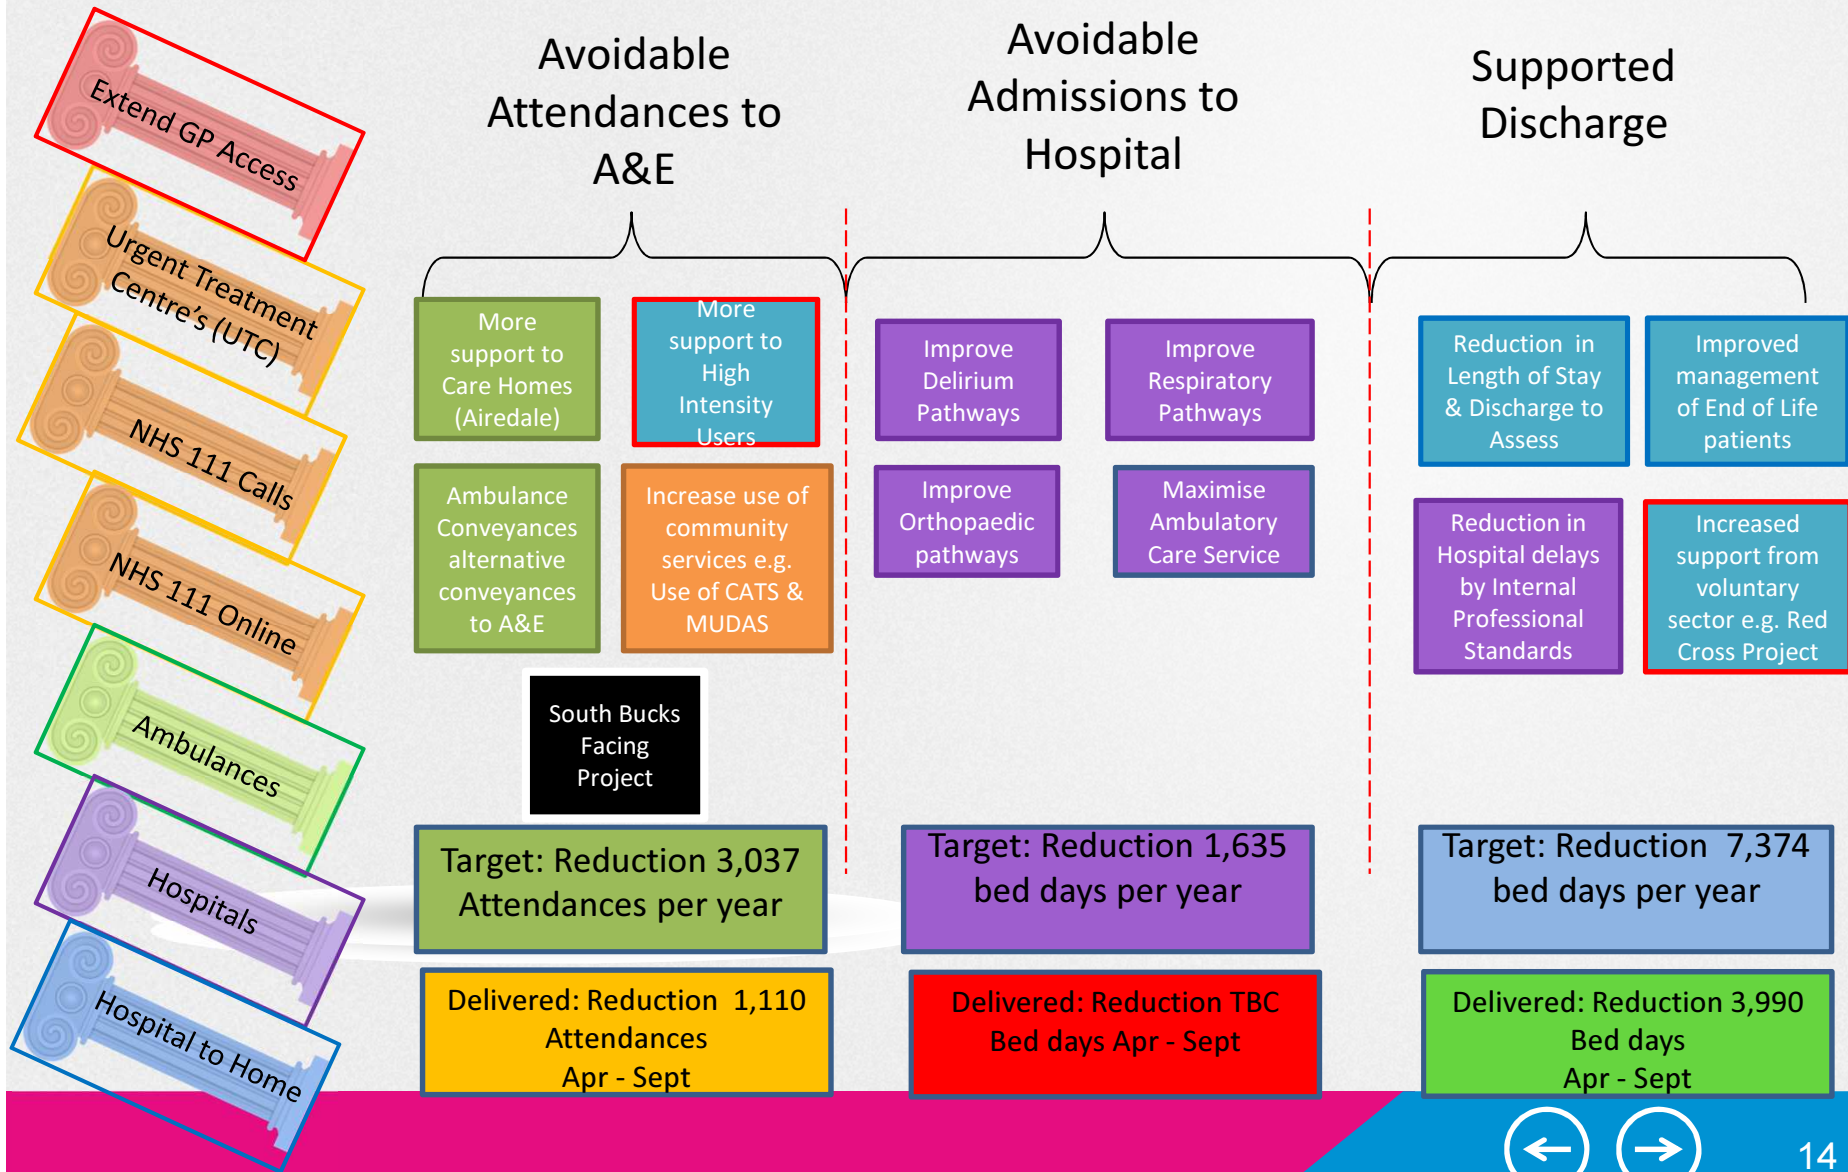 Extend GP Access
Urgent Treatment
Centre's (UTC)
NHS 111 Calls
NHS 111 Online
Ambulances
Hospitals
Hospital to Home
Avoidable
Attendances to
A&E
More
support to
Care Homes
(Airedale)
More
support to
High
Intensity
Users
Ambulance
Conveyances
alternative
conveyances
to A&E
Increase use of
community
services e.g.
Use of CATS &
MUDAS
South Bucks
Facing
Project
Target: Reduction 3,037
Attendances per year
Delivered: Reduction 1,110
Attendances
Apr - Sept
Avoidable
Admissions to
Hospital
Improve
Delirium
Pathways
Improve
Respiratory
Pathways
Improve
Orthopaedic
pathways
Maximise
Ambulatory
Care Service
Target: Reduction 1,635
bed days per year
Delivered: Reduction TBC
Bed days Apr - Sept
Supported
Discharge
Reduction in
Length of Stay
& Discharge to
Assess
Improved
management
of End of Life
patients
Reduction in
Hospital delays
by Internal
Professional
Standards
Increased
support from
voluntary
sector e.g. Red
Cross Project
Target: Reduction 7,374
bed days per year
Delivered: Reduction 3,990
Bed days
Apr - Sept
14